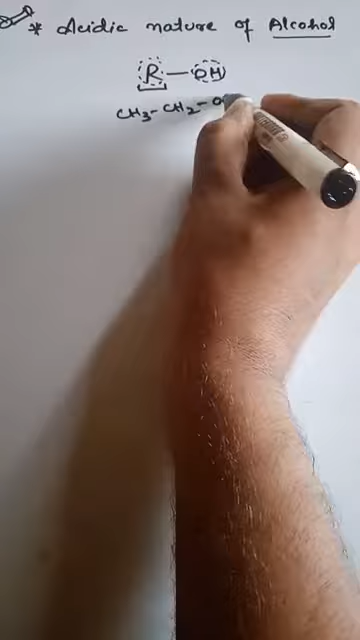 * Acidic nature of Alcohol
R — OH
CH₃ – CH₂ –